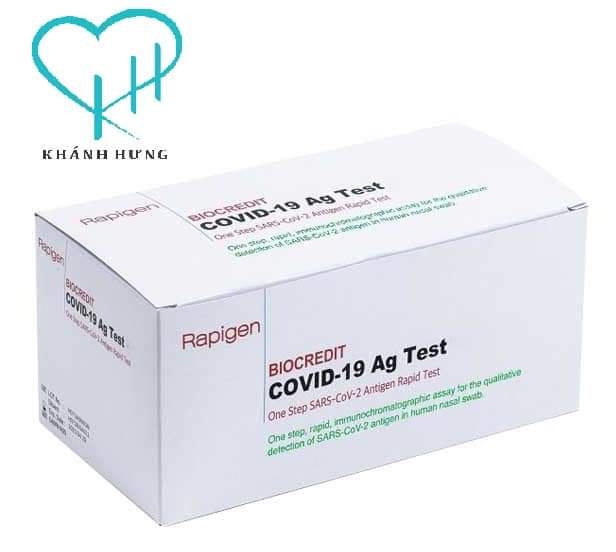 KHÁNH HƯNG
Rapigen
BIOCREDIT
COVID-19 Ag Test
One Step SARS-CoV-2 Antigen Rapid Test
One step, rapid, immunochromatographic assay for the qualitative
detection of SARS-CoV-2 antigen in human nasal swab.
Rapigen
BIOCREDIT
COVID-19 Ag Test
One Step SARS-CoV-2 Antigen Rapid Test
Rapigen
BIOCREDIT
COVID-19 Ag Test
One Step SARS-CoV-2 Antigen Rapid Test
One step, rapid, immunochromatographic assay for the qualitative
detection of SARS-CoV-2 antigen in human nasal swab.